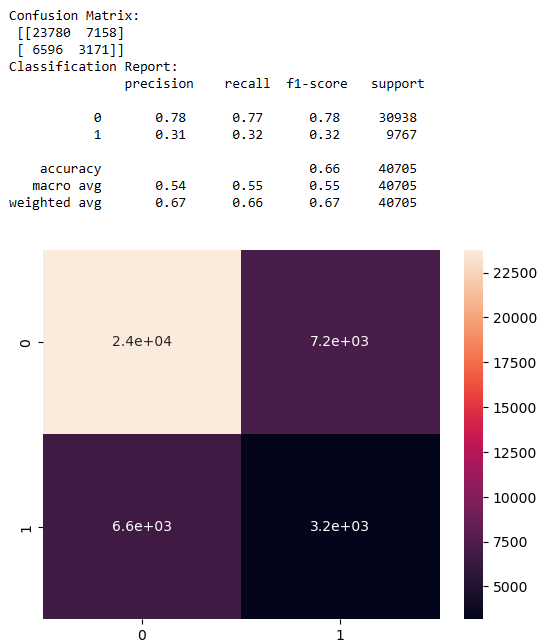 Confusion Matrix:
[[23780 7158]
[ 6596 3171]]
Classification Report:
precision recall f1-score support
0 0.78 0.77 0.78 30938
1 0.31 0.32 0.32 9767
accuracy 0.66 40705
macro avg 0.54 0.55 0.55 40705
weighted avg 0.67 0.66 0.67 40705
22500
20000
0 2.4e+04 7.2e+03
17500
15000
12500
10000
1 6.6e+03 3.2e+03
7500
5000
0 1